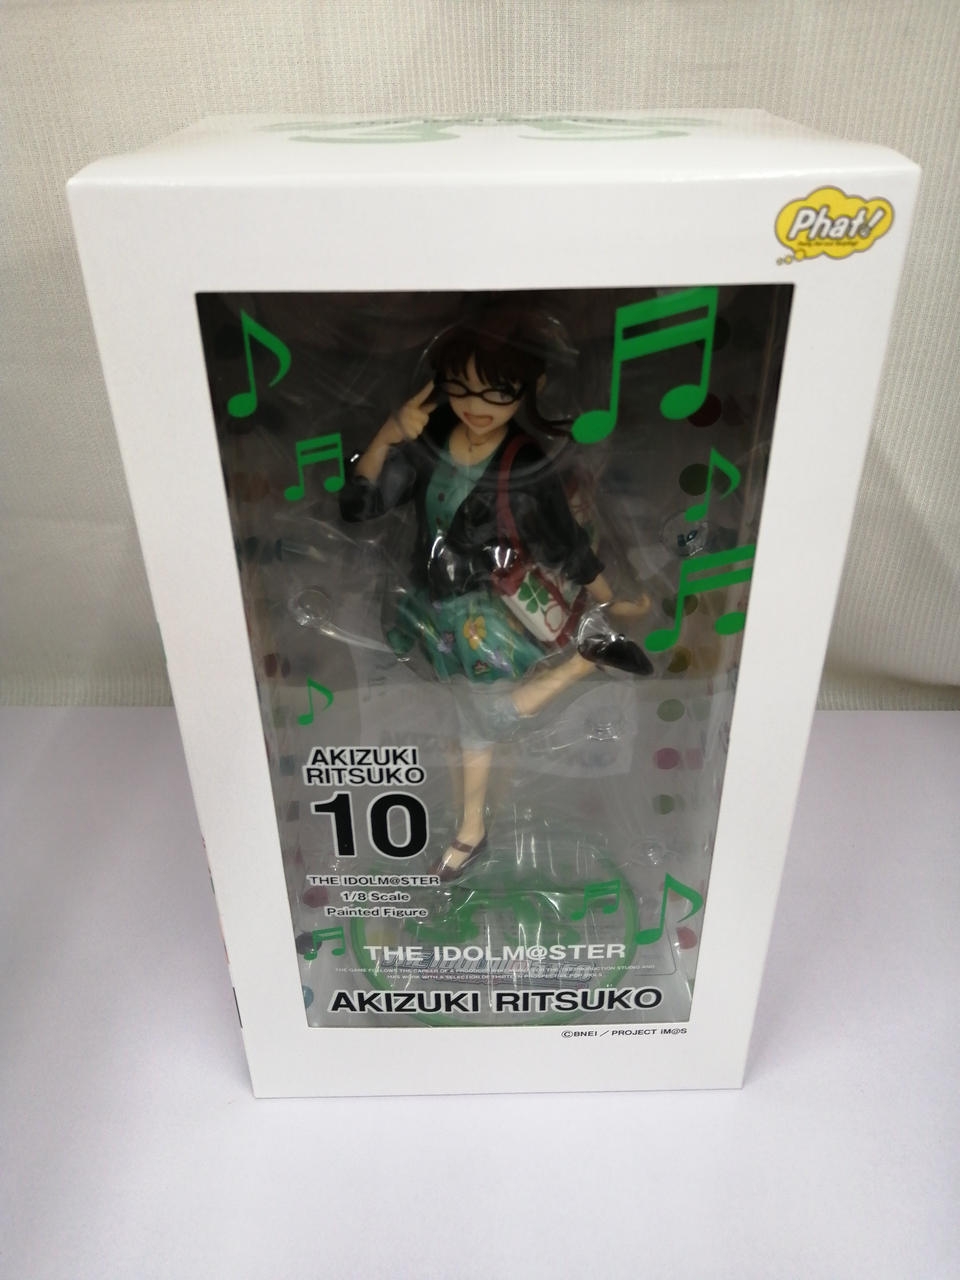 Phat!
AKIZUKI
RITSUKO
10
THE IDOLM@STER
1/8 Scale
Painted Figure
THE IDOLM@STER
AKIZUKI RITSUKO
©BNEI / PROJECT iM@S